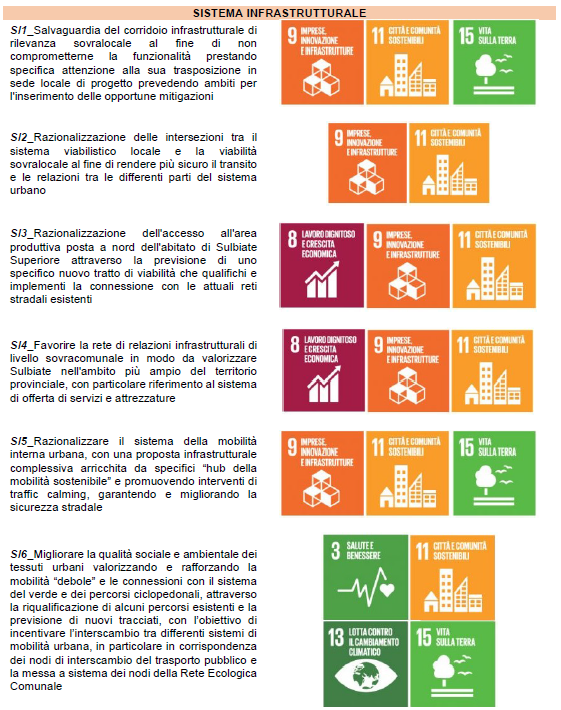 SISTEMA INFRASTRUTTURALE
SI1_Salvaguardia del corridoio infrastrutturale di
rilevanza sovralocale al fine di non
comprometterne la funzionalità prestando
specifica attenzione alla sua trasposizione in
sede locale di progetto prevedendo ambiti per
l'inserimento delle opportune mitigazioni
9 IMPRESE,
INNOVAZIONE
E INFRASTRUTTURE
11 CITTÀ E COMUNITÀ
SOSTENIBILI
15 VITA
SULLA TERRA
SI2_Razionalizzazione delle intersezioni tra il
sistema viabilistico locale e la viabilità
sovralocale al fine di rendere più sicuro il transito
e le relazioni tra le differenti parti del sistema
urbano
9 IMPRESE,
INNOVAZIONE
E INFRASTRUTTURE
11 CITTÀ E COMUNITÀ
SOSTENIBILI
SI3_Razionalizzazione dell'accesso all'area
produttiva posta a nord dell'abitato di Sulbiate
Superiore attraverso la previsione di uno
specifico nuovo tratto di viabilità che qualifichi e
implementi la connessione con le attuali reti
stradali esistenti
8 LAVORO DIGNITOSO
E CRESCITA
ECONOMICA
9 IMPRESE,
INNOVAZIONE
E INFRASTRUTTURE
11 CITTÀ E COMUNITÀ
SOSTENIBILI
SI4_Favorire la rete di relazioni infrastrutturali di
livello sovracomunale in modo da valorizzare
Sulbiate nell'ambito più ampio del territorio
provinciale, con particolare riferimento al sistema
di offerta di servizi e attrezzature
8 LAVORO DIGNITOSO
E CRESCITA
ECONOMICA
9 IMPRESE,
INNOVAZIONE
E INFRASTRUTTURE
11 CITTÀ E COMUNITÀ
SOSTENIBILI
SI5_Razionalizzare il sistema della mobilità
interna urbana, con una proposta infrastrutturale
complessiva arricchita da specifici “hub della
mobilità sostenibile” e promuovendo interventi di
traffic calming, garantendo e migliorando la
sicurezza stradale
9 IMPRESE,
INNOVAZIONE
E INFRASTRUTTURE
11 CITTÀ E COMUNITÀ
SOSTENIBILI
15 VITA
SULLA TERRA
SI6_Migliorare la qualità sociale e ambientale dei
tessuti urbani valorizzando e rafforzando la
mobilità “debole” e le connessioni con il sistema
del verde e dei percorsi ciclopedonali, attraverso
la riqualificazione di alcuni percorsi esistenti e la
previsione di nuovi tracciati, con l'obiettivo di
incentivare l'interscambio tra differenti sistemi di
mobilità urbana, in particolare in corrispondenza
dei nodi di interscambio del trasporto pubblico e
la messa a sistema dei nodi della Rete Ecologica
Comunale
3 SALUTE E
BENESSERE
11 CITTÀ E COMUNITÀ
SOSTENIBILI
13 LOTTA CONTRO
IL CAMBIAMENTO
CLIMATICO
15 VITA
SULLA TERRA